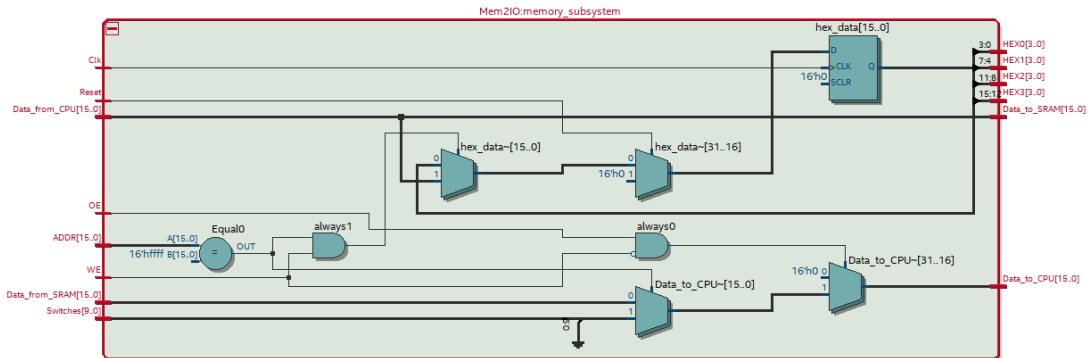 Mem2IO:memory_subsystem
hex_data[15..0]
Clk
D
CLK
Q
16'h0
SCLR
3:0
HEX0[3..0]
7:4
HEX1[3..0]
11:8
HEX2[3..0]
15:12
HEX3[3..0]
Reset
Data_from_CPU[15..0]
Data_to_SRAM[15..0]
hex_data~[15..0]
0
1
hex_data~[31..16]
0
16'h0
1
OE
ADDR[15..0]
Equal0
A[15..0]
16'hffff
B[15..0]
=
OUT
always1
always0
WE
Data_to_CPU~[31..16]
16'h0
0
1
Data_to_CPU[15..0]
Data_from_SRAM[15..0]
Switches[9..0]
Data_to_CPU~[15..0]
0
1